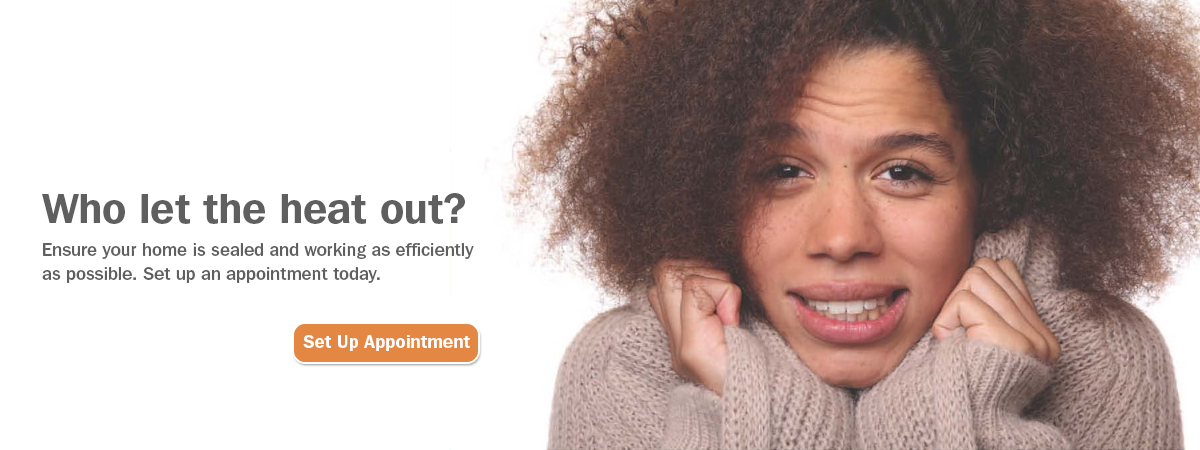 Who let the heat out?
Ensure your home is sealed and working as efficiently
as possible. Set up an appointment today.
Set Up Appointment